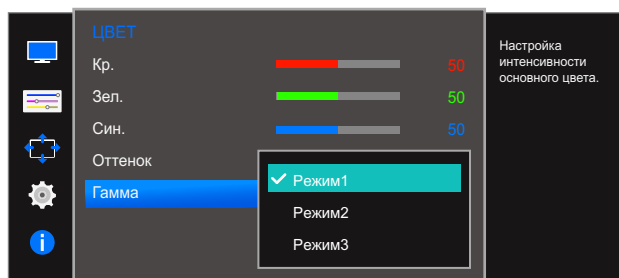 ЦВЕТ
Кр. 50
Зел. 50
Син. 50
Оттенок
Гамма
Режим1
Режим2
Режим3
Настройка
интенсивности
основного цвета.